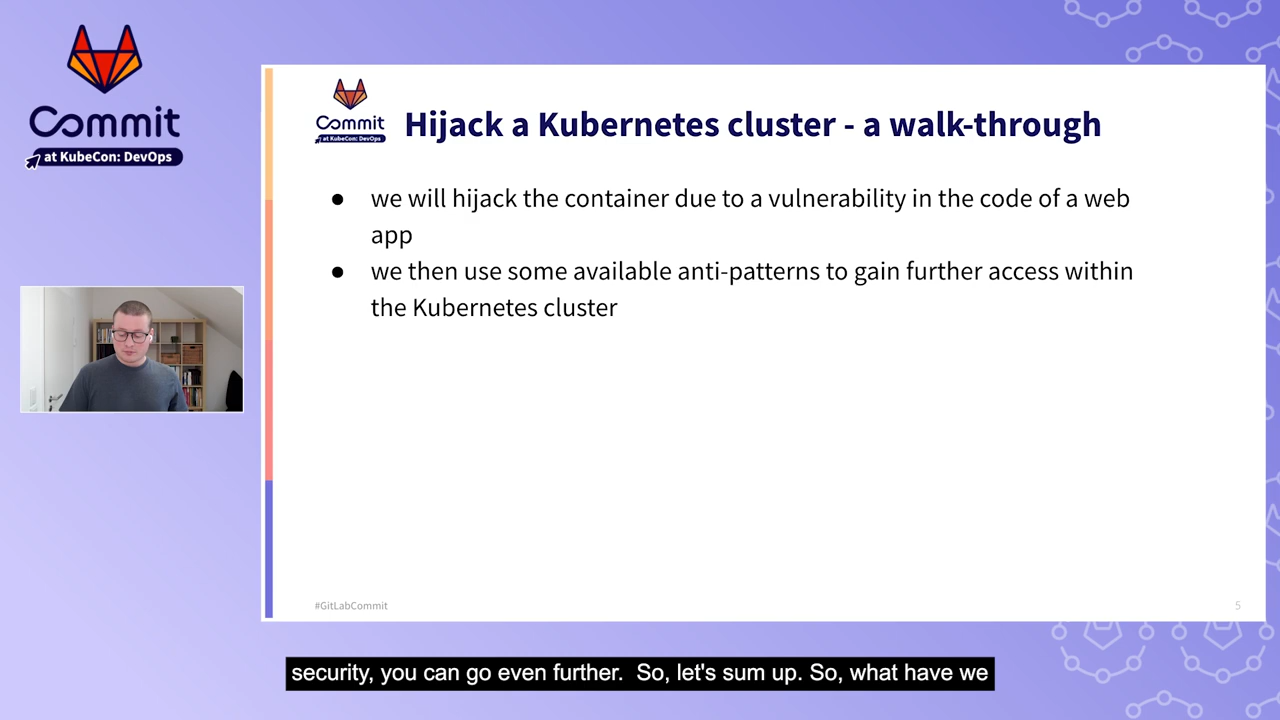 Commit
at KubeCon: DevOps
Commit
at KubeCon: DevOps
Hijack a Kubernetes cluster - a walk-through
● we will hijack the container due to a vulnerability in the code of a web
app
● we then use some available anti-patterns to gain further access within
the Kubernetes cluster
#GitLabCommit
5
security, you can go even further.  So, let's sum up. So, what have we